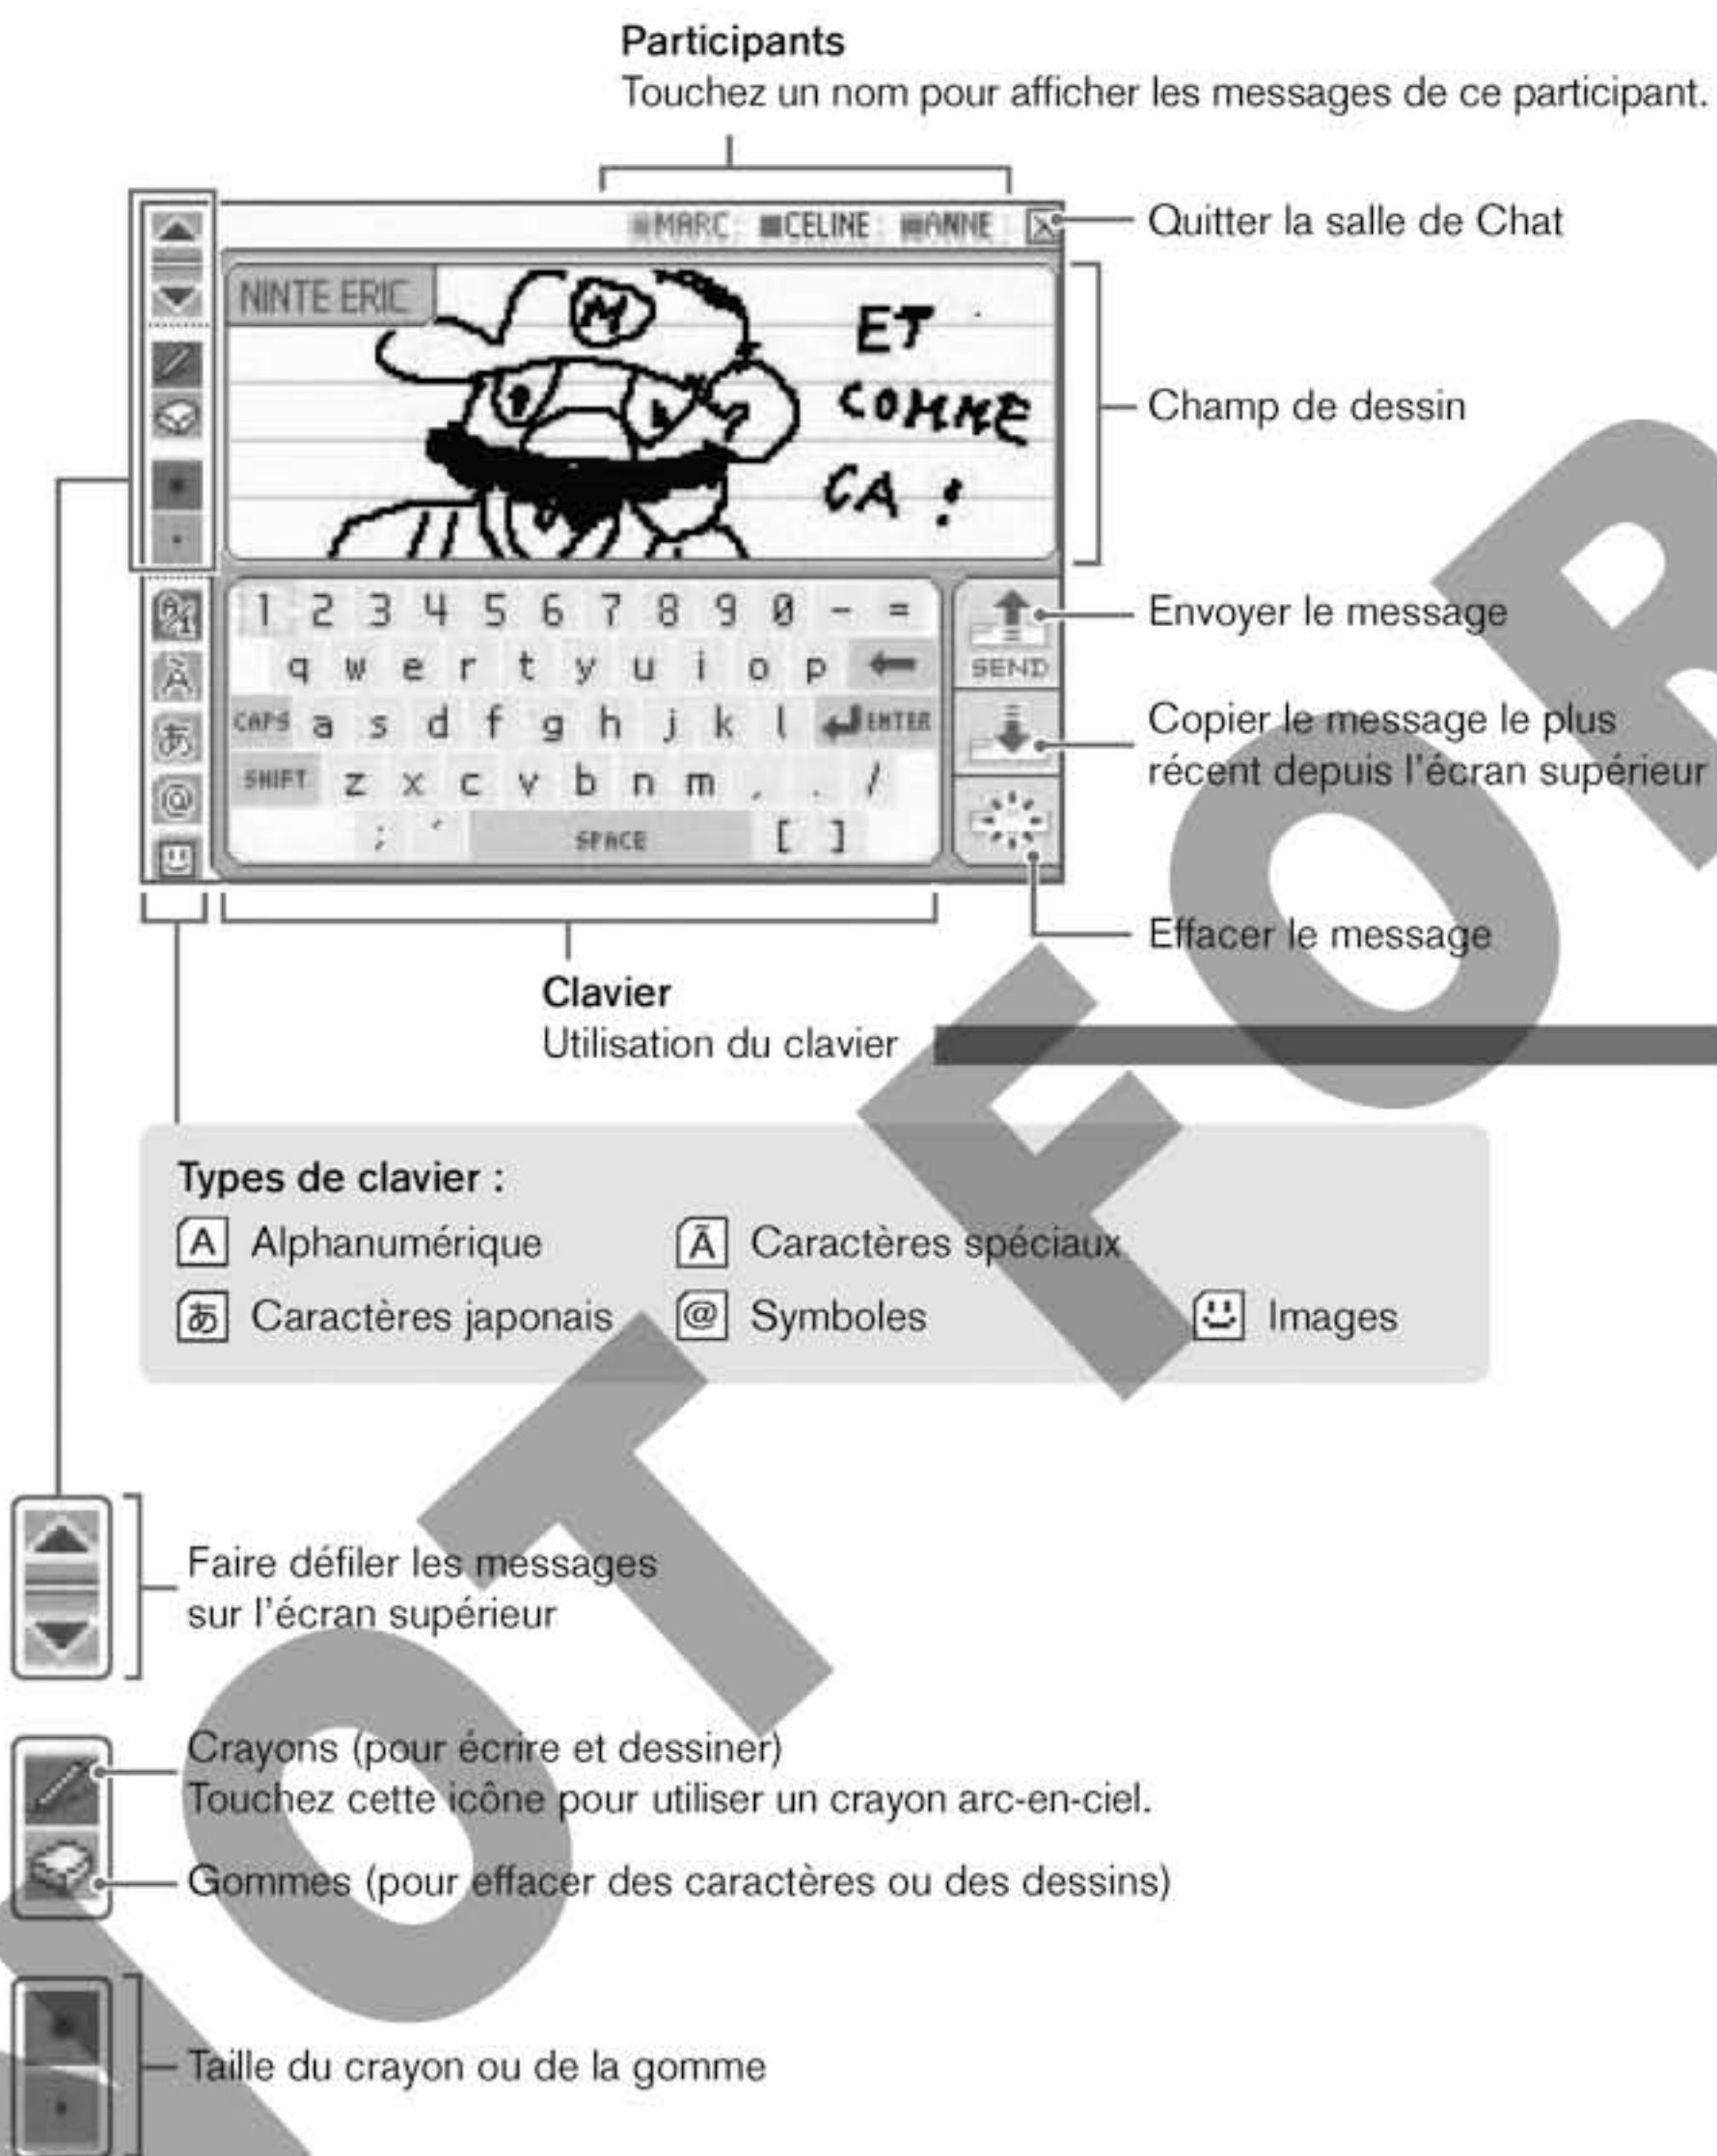 Participants
Touchez un nom pour afficher les messages de ce participant.
MARC CELINE ANNE
Quitter la salle de Chat
NINTE ERIC
ET
COMME
CA !
Champ de dessin
1 2 3 4 5 6 7 8 9 0 - =
q w e r t y u i o p
CAPS a s d f g h j k l ENTER
SHIFT z x c v b n m , . /
; ' SPACE [ ]
A/1
Ã
あ
@
SEND
Envoyer le message
Copier le message le plus
récent depuis l'écran supérieur
Effacer le message
Clavier
Utilisation du clavier
Types de clavier :
A Alphanumérique
Ã Caractères spéciaux
あ Caractères japonais
@ Symboles
Images
Faire défiler les messages
sur l'écran supérieur
Crayons (pour écrire et dessiner)
Touchez cette icône pour utiliser un crayon arc-en-ciel.
Gommes (pour effacer des caractères ou des dessins)
Taille du crayon ou de la gomme
NOT FOR